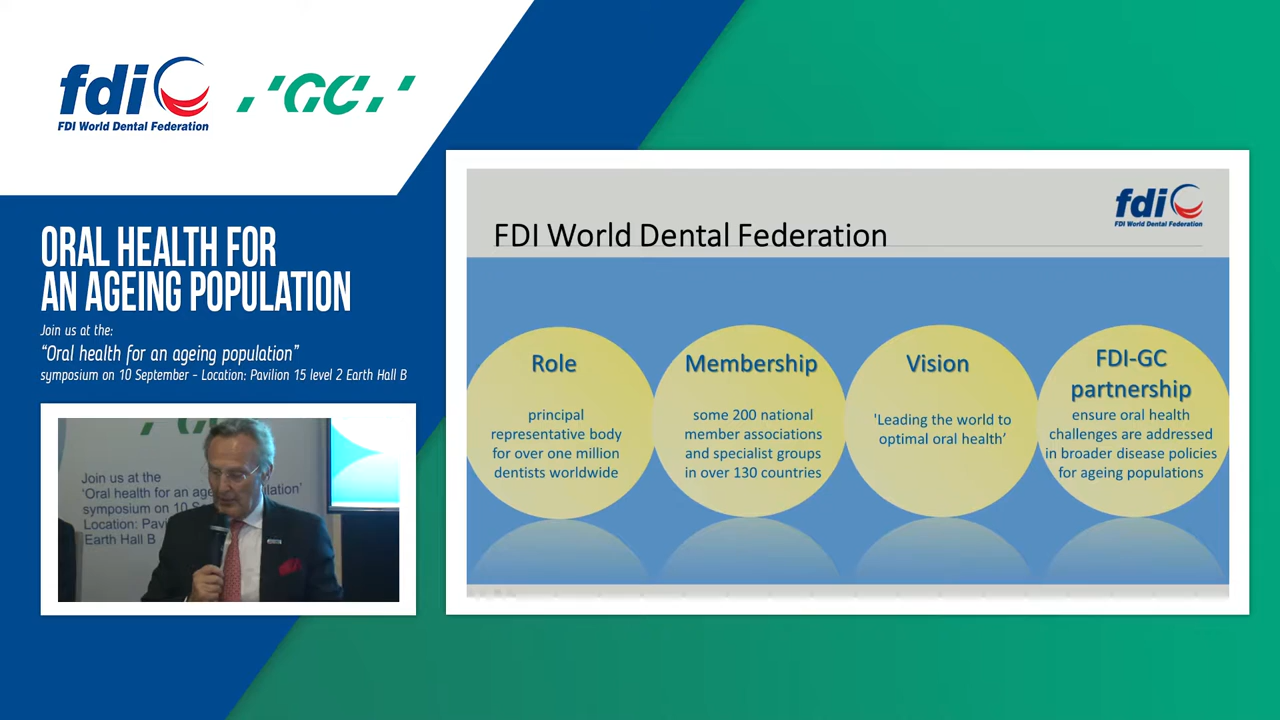 fdi
FDI World Dental Federation
GC
ORAL HEALTH FOR
AN AGEING POPULATION
Join us at the:
“Oral health for an ageing population”
symposium on 10 September - Location: Pavilion 15 level 2 Earth Hall B
Join us at the
'Oral health for an ageing population'
symposium on 10
Location:
Earth Hall B
fdi
FDI World Dental Federation
FDI World Dental Federation
Role
principal
representative body
for over one million
dentists worldwide
Membership
some 200 national
member associations
and specialist groups
in over 130 countries
Vision
'Leading the world to
optimal oral health’
FDI-GC
partnership
ensure oral health
challenges are addressed
in broader disease policies
for ageing populations